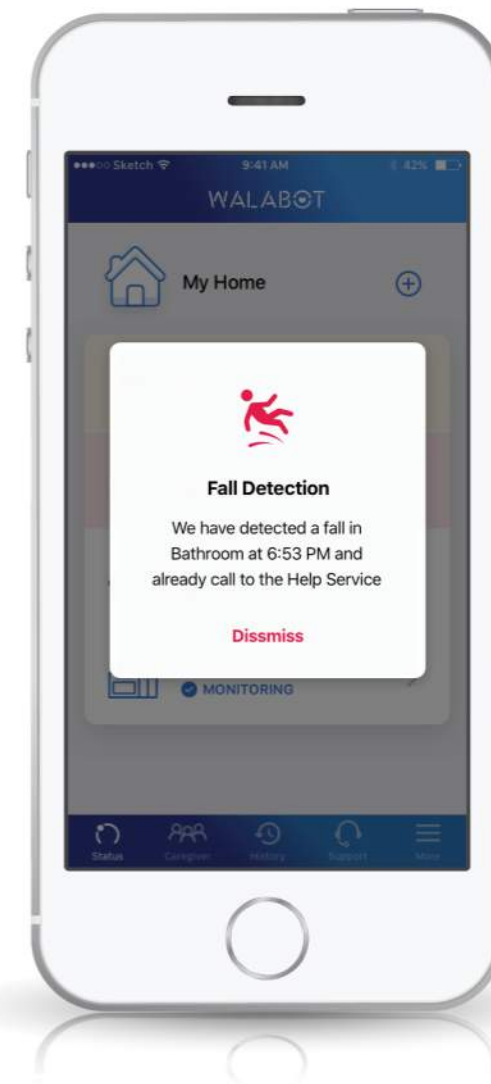 ●●●○○ Sketch 9:41 AM 42%
WALABOT
My Home
Fall Detection
We have detected a fall in
Bathroom at 6:53 PM and
already call to the Help Service
Dissmiss
MONITORING
Status Caregiver History Support More